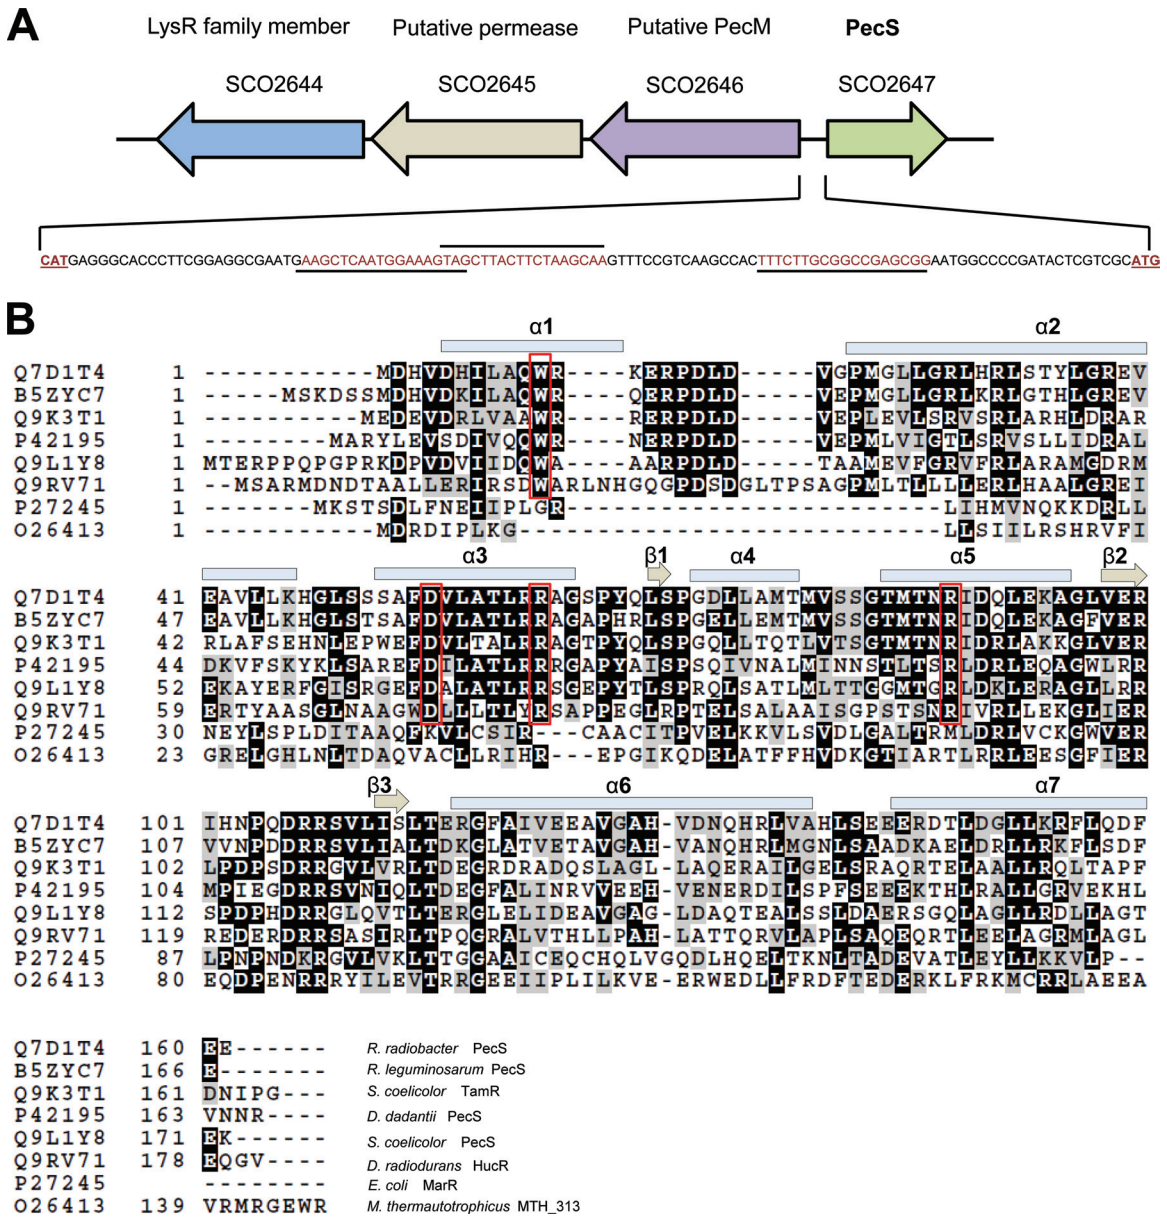 A
LysR family member Putative permease Putative PecM PecS
SCO2644 SCO2645 SCO2646 SCO2647
CATGAGGGCACCCTTCGGAGGCGAATGAAGCTCAATGGAAAGTAGCTTACTTCTAAGCAAGTTTCCGTCAAGCCACTTTCTTGCGGCCGAGCGGAATGGCCCCGATACTCGTCGCATG
B
α1 α2
Q7D1T4 1 -----------MDHVDHILAQWR----KERPDLD-----VGPMGLLGRLHRLSTYLGREV
B5ZYC7 1 -----MSKDSSMDHVDKILAQWR----QERPDLD-----VEPMGLLGRLKRLGTHLGREV
Q9K3T1 1 ----------MEDEVDRLVAAWR----RERPDLD-----VEPLEVLSRVSRLARHLDRAR
P42195 1 --------MARYLEVSDIVQQWR----NERPDLD-----VEPMLVIGTLSRVSLLIDRAL
Q9L1Y8 1 MTERPPQPGPRKDPVDVIIDQWA----AARPDLD-----TAAMEVFGRVFRLARAMGDRM
Q9RV71 1 --MSARMDNDTAALLERIRSDWARLNHGQGPDSDGLTPSAGPMLTLLLLERLHAALGREI
P27245 1 -------MKSTSDLFNEIIPLGR------------------------LIHMVNQKKDRLL
O26413 1 -----------MDRDIPLKG---------------------------LLSIILRSHRVFI
α3 β1 α4 α5 β2
Q7D1T4 41 EAVLLKHGLSSSAFDVLATLRRAGSPYQLSPGDLLAMTMVSSGTMTNRIDQLEKAGLVER
B5ZYC7 47 EAVLLKHGLSTSAFDVLATLRRAGAPHRLSPGELLEMTMVSSGTMTNRIDQLEKAGFVER
Q9K3T1 42 RLAFSEHNLEPWEFDVLTALRRAGTPYQLSPGQLLTQTLVTSGTMTNRIDRLAKKGLVER
P42195 44 DKVFSKYKLSAREFDILATLRRRGAPYAISPSQIVNALMINNSTLTSRLDRLEQAGWLRR
Q9L1Y8 52 EKAYERFGISRGEFDALATLRRSGEPYTLSPRQLSATLMLTTGGMTGRLDKLERAGLLRR
Q9RV71 59 ERTYAASGLNAAGWDLLLTLYRSAPPEGLRPTELSALAAISGPSTSNRIVRLLEKGLIER
P27245 30 NEYLSPLDITAAQFKVLCSIR---CAACITPVELKKVLSVDLGALTRMLDRLVCKGWVER
O26413 23 GRELGHLNLTDAQVACLLRIHR---EPGIKQDELATFFHVDKGTIARTLRRLEESGFIER
β3 α6 α7
Q7D1T4 101 IHNPQDRRSVLISLTERGFAIVEEAVGAH-VDNQHRLVAHLSEEERDTLDGLLKRFLQDF
B5ZYC7 107 VVNPDDRRSVLIALTDKGLATVETAVGAH-VANQHRLMGNLSAADKAELDRLLRKFLSDF
Q9K3T1 102 LPDPSDRRGVLVRLTDEGRDRADQSLAGL-LAQERAILGELSRAQRTELAALLRQLTAPF
P42195 104 MPIEGDRRSVNIQLTDEGFALINRVVEEH-VENERDILSPFSEEEKTHLRALLGRVEKHL
Q9L1Y8 112 SPDPHDRRGLQVTLTERGLELIDEAVGAG-LDAQTEALSSLDAERSGQLAGLLRDLLAGT
Q9RV71 119 REDERDRRSASIRLTPQGRALVTHLLPAH-LATTQRVLAPLSAQEQRTLEELAGRMLAGL
P27245 87 LPNPNDKRGVLVKLTTGGAAICEQCHQLVGQDLHQELTKNLTADEVATLEYLLKKVLP--
O26413 80 EQDPENRRRYILEVTRRGEEIIPLILKVE-ERWEDLLFRDFTEDERKLFRKMCRRLAEEA
Q7D1T4 160 EE------ R. radiobacter PecS
B5ZYC7 166 E------- R. leguminosarum PecS
Q9K3T1 161 DNIPG--- S. coelicolor TamR
P42195 163 VNNR---- D. dadantii PecS
Q9L1Y8 171 EK------ S. coelicolor PecS
Q9RV71 178 EQGV---- D. radiodurans HucR
P27245 -------- E. coli MarR
O26413 139 VRMRGEWR M. thermautotrophicus MTH_313